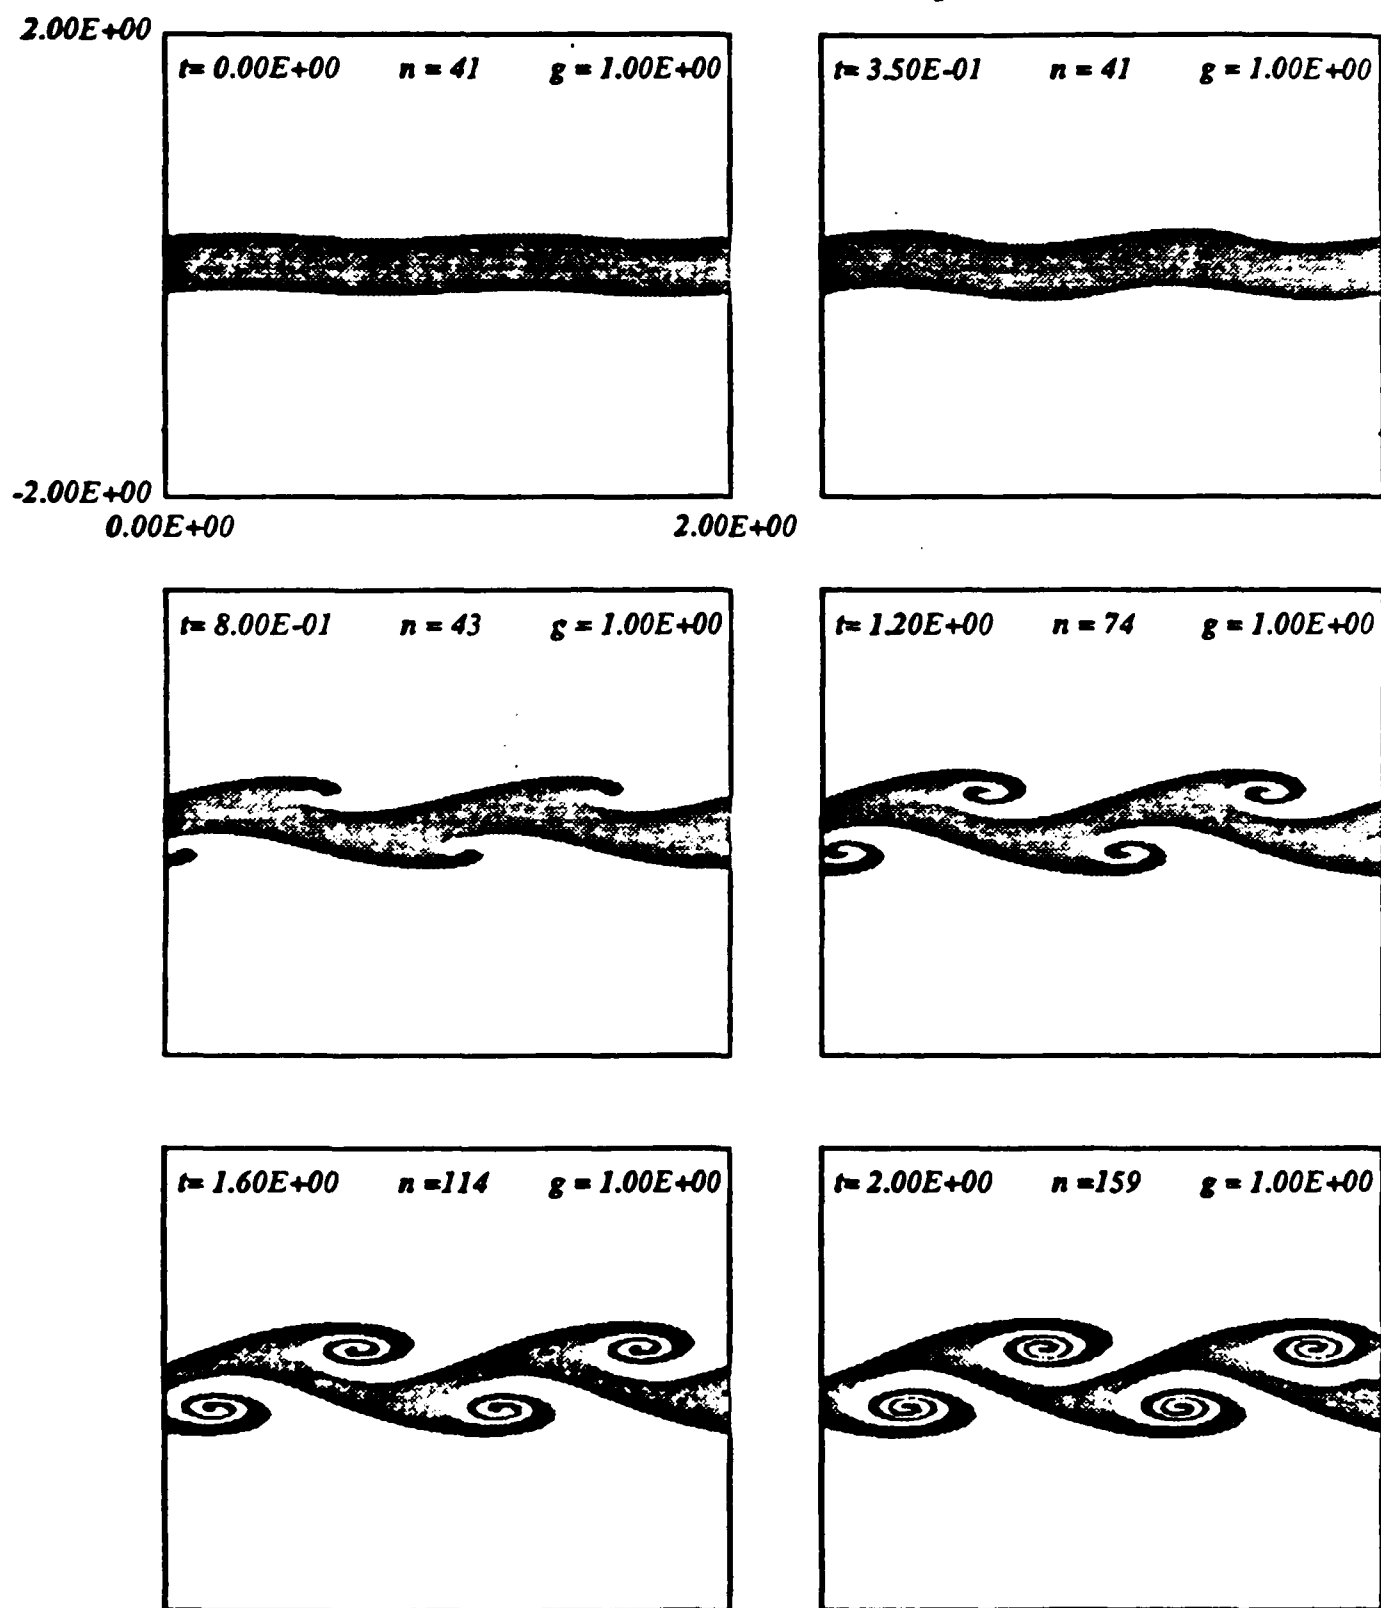 2.00E+00
t= 0.00E+00 n = 41 g = 1.00E+00
t= 3.50E-01 n = 41 g = 1.00E+00
-2.00E+00
0.00E+00 2.00E+00
t= 8.00E-01 n = 43 g = 1.00E+00
t= 1.20E+00 n = 74 g = 1.00E+00
t= 1.60E+00 n =114 g = 1.00E+00
t= 2.00E+00 n =159 g = 1.00E+00